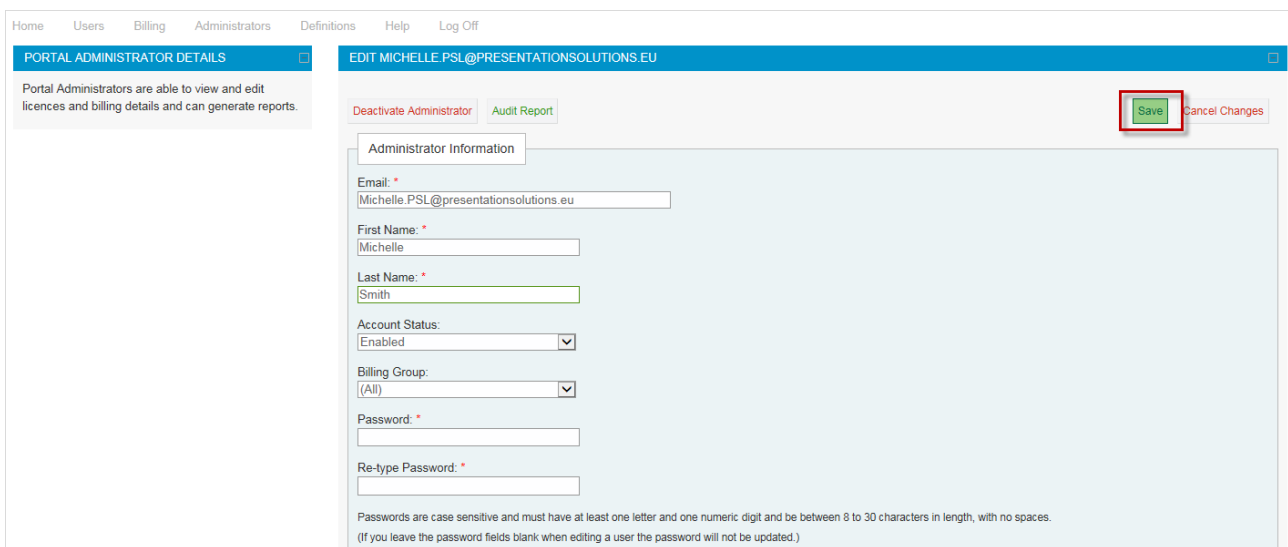 Home Users Billing Administrators Definitions Help Log Off
PORTAL ADMINISTRATOR DETAILS
Portal Administrators are able to view and edit
licences and billing details and can generate reports.
EDIT MICHELLE.PSL@PRESENTATIONSOLUTIONS.EU
Deactivate Administrator Audit Report Save Cancel Changes
Administrator Information
Email: *
Michelle.PSL@presentationsolutions.eu
First Name: *
Michelle
Last Name: *
Smith
Account Status:
Enabled
Billing Group:
(All)
Password: *
Re-type Password: *
Passwords are case sensitive and must have at least one letter and one numeric digit and be between 8 to 30 characters in length, with no spaces.
(If you leave the password fields blank when editing a user the password will not be updated.)